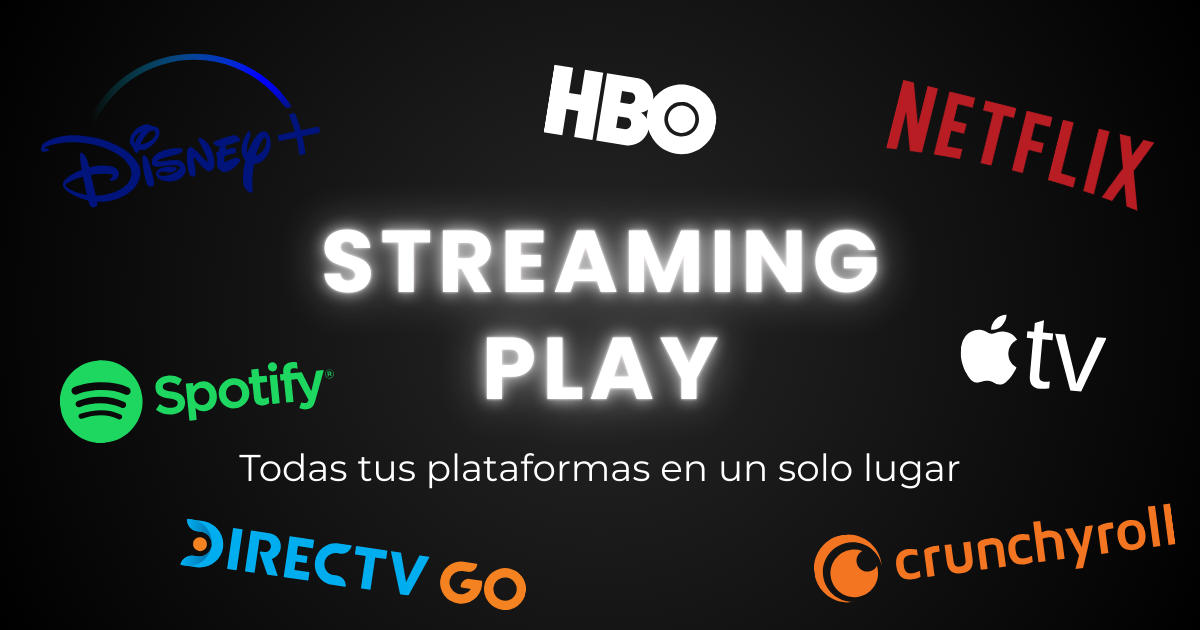 DISNEY+
HBO
NETFLIX
STREAMING
PLAY
tv
Spotify®
Todas tus plataformas en un solo lugar
DIRECTV GO
crunchyroll